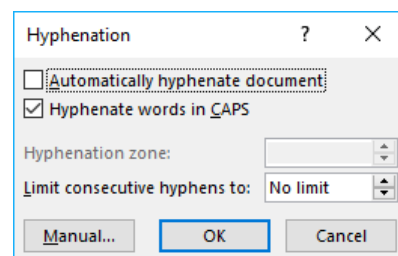 Hyphenation ?
Automatically hyphenate document
Hyphenate words in CAPS
Hyphenation zone:
Limit consecutive hyphens to: No limit
Manual... OK Cancel